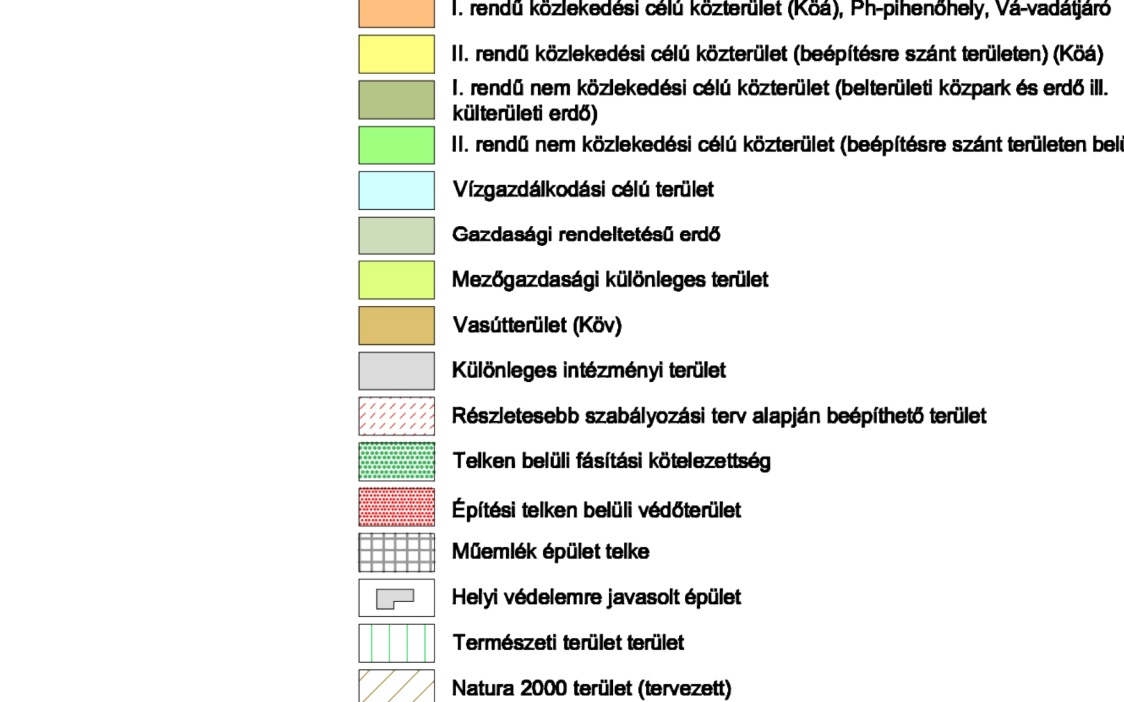 I. rendű közlekedési célú közterület (Köá), Ph-pihenőhely, Vá-vadátjáró
II. rendű közlekedési célú közterület (beépítésre szánt területen) (Köá)
I. rendű nem közlekedési célú közterület (belterületi közpark és erdő ill.
külterületi erdő)
II. rendű nem közlekedési célú közterület (beépítésre szánt területen
Vízgazdálkodási célú terület
Gazdasági rendeltetésű erdő
Mezőgazdasági különleges terület
Vasútterület (Köv)
Különleges intézményi terület
Részletesebb szabályozási terv alapján beépíthető terület
Telken belüli fásítási kötelezettség
Építési telken belüli védőterület
Műemlék épület telke
Helyi védelemre javasolt épület
Természeti terület terület
Natura 2000 terület (tervezett)